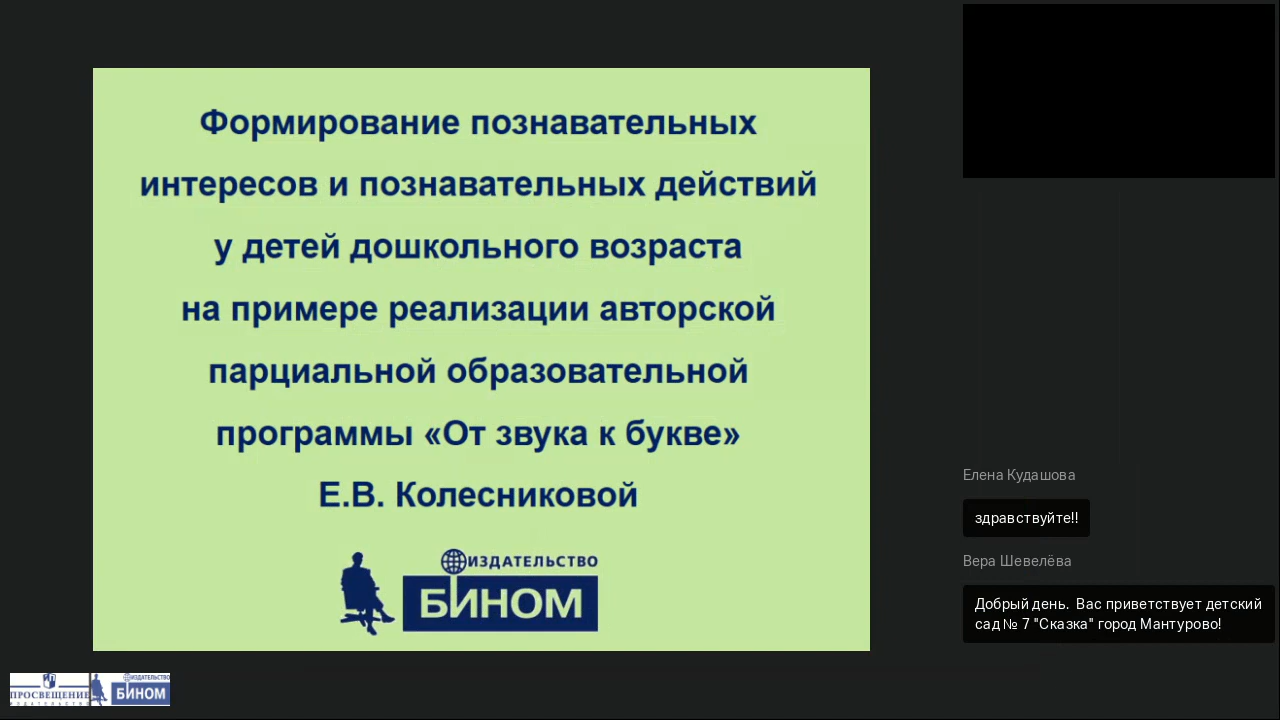 Формирование познавательных
интересов и познавательных действий
у детей дошкольного возраста
на примере реализации авторской
парциальной образовательной
программы «От звука к букве»
Е.В. Колесниковой
ИЗДАТЕЛЬСТВО
БИНОМ
Елена Кудашова
здравствуйте!!
Вера Шевелёва
Добрый день. Вас приветствует детский
сад № 7 "Сказка" город Мантурово!
ПРОСВЕЩЕНИЕ
ИЗДАТЕЛЬСТВО
ИЗДАТЕЛЬСТВО
БИНОМ